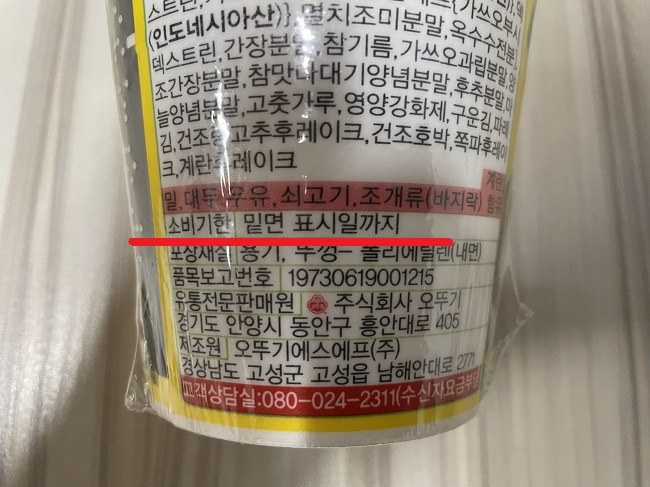 (인도네시아산)},멸치조미분말,옥수수전분,
덱스트린,간장분말,참기름,가쓰오과립분말,양
조간장분말,참맛다대기양념분말,후추분말,마
늘양념분말,고춧가루,영양강화제,구운김,파래
김,건조청고추후레이크,건조호박,쪽파후레이
크,계란후레이크
계란
밀,대두,우유,쇠고기,조개류(바지락) 함유
소비기한 밑면 표시일까지
포장재질 용기, 뚜껑– 폴리에틸렌(내면)
품목보고번호 19730619001215
유통전문판매원 주식회사 오뚜기
경기도 안양시 동안구 흥안대로 405
제조원 오뚜기에스에프(주)
경상남도 고성군 고성읍 남해안대로 2771
고객상담실:080-024-2311(수신자요금부담